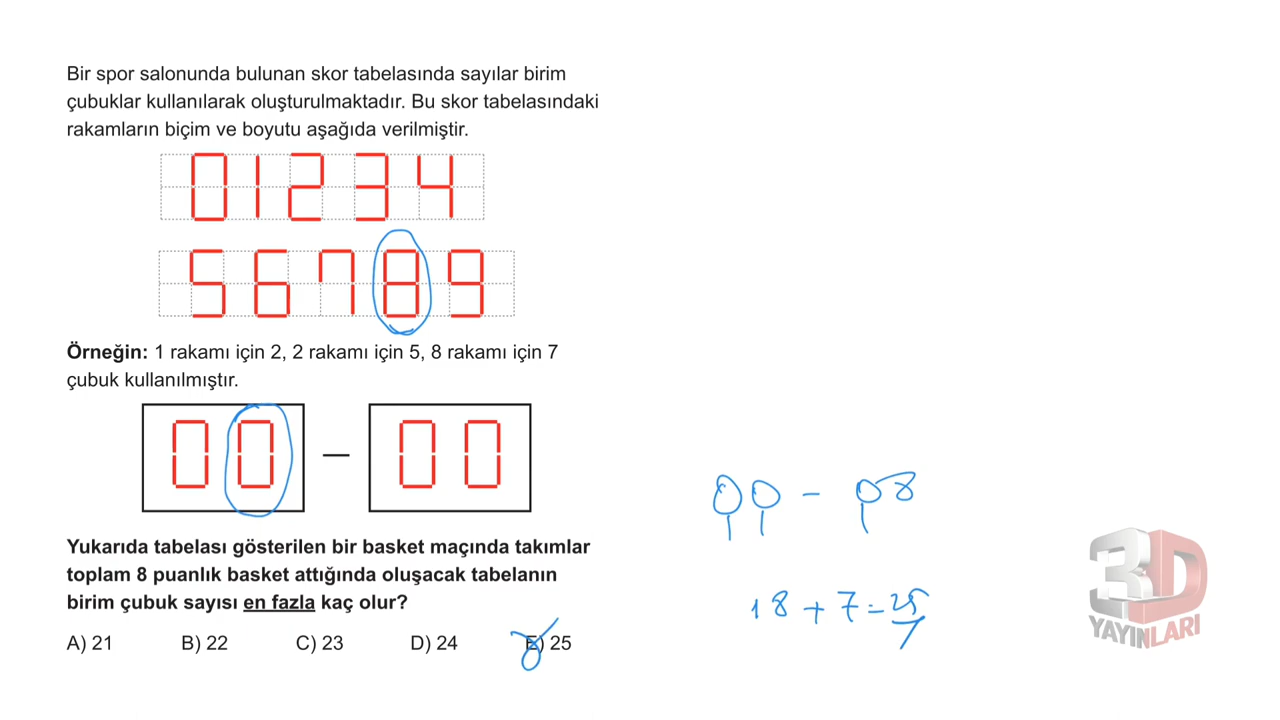 Bir spor salonunda bulunan skor tabelasında sayılar birim
çubuklar kullanılarak oluşturulmaktadır. Bu skor tabelasındaki
rakamların biçim ve boyutu aşağıda verilmiştir.
0 1 2 3 4
5 6 7 8 9
Örneğin: 1 rakamı için 2, 2 rakamı için 5, 8 rakamı için 7
çubuk kullanılmıştır.
0 0 — 0 0
Yukarıda tabelası gösterilen bir basket maçında takımlar
toplam 8 puanlık basket attığında oluşacak tabelanın
birim çubuk sayısı en fazla kaç olur?
A) 21 B) 22 C) 23 D) 24 E) 25
00 - 08
18 + 7 = 25
3D
YAYINLARI